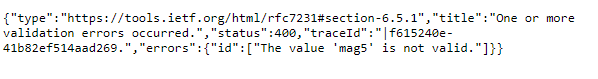 {"type":"https://tools.ietf.org/html/rfc7231#section-6.5.1","title":"One or more
validation errors occurred.","status":400,"traceId":"|f615240e-
41b82ef514aad269.","errors":{"id":["The value 'mag5' is not valid."]}}